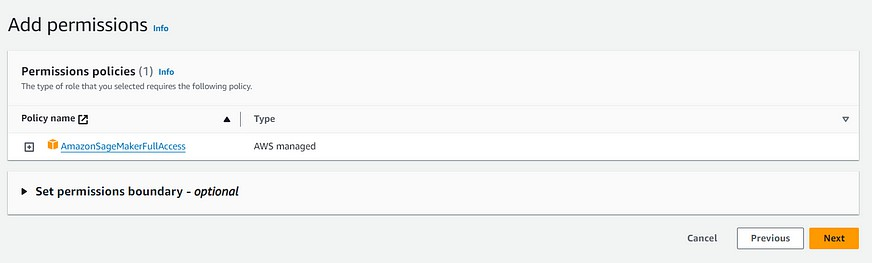 Add permissions Info
Permissions policies (1) Info
The type of role that you selected requires the following policy.
Policy name Type
AmazonSageMakerFullAccess AWS managed
Set permissions boundary - optional
Cancel Previous Next